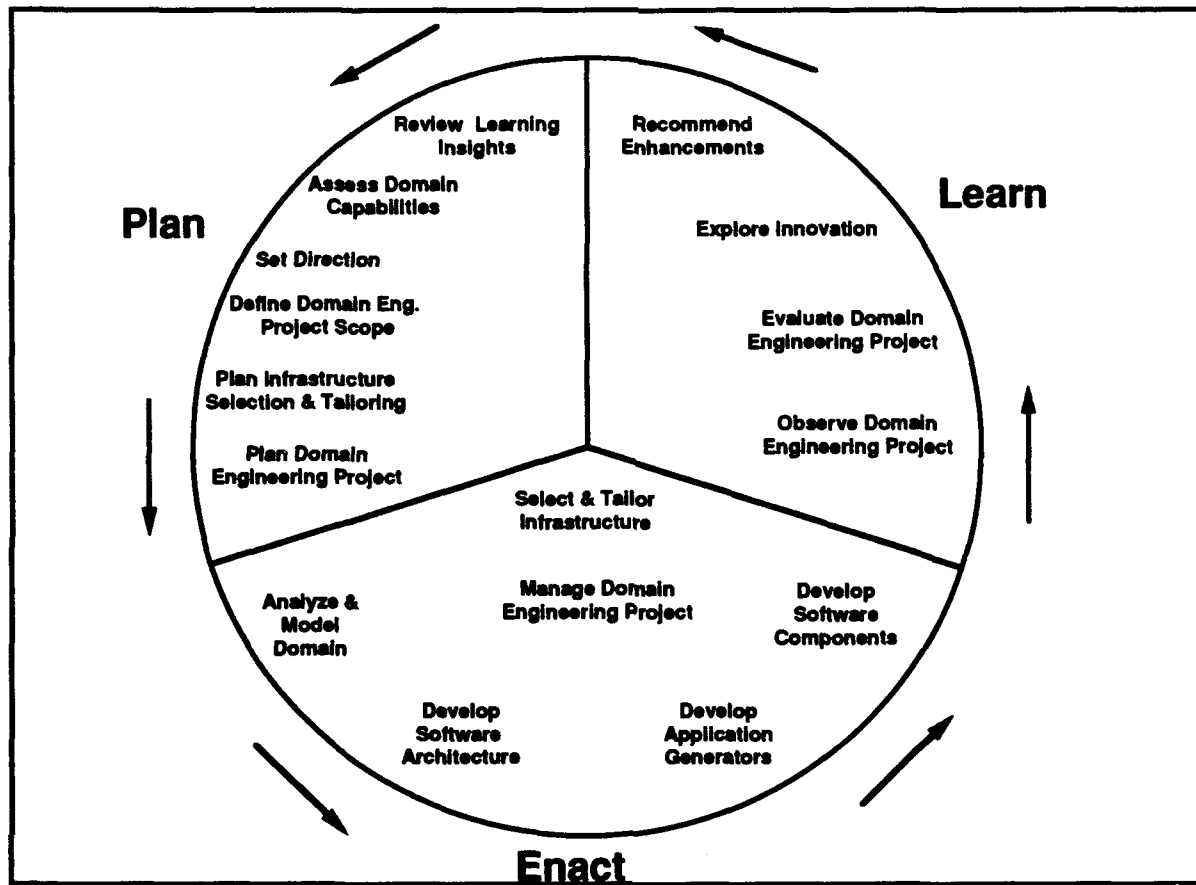 Plan
Review Learning
Insights
Assess Domain
Capabilities
Set Direction
Define Domain Eng.
Project Scope
Plan Infrastructure
Selection & Tailoring
Plan Domain
Engineering Project
Learn
Recommend
Enhancements
Explore Innovation
Evaluate Domain
Engineering Project
Observe Domain
Engineering Project
Select & Tailor
Infrastructure
Manage Domain
Engineering Project
Analyze &
Model
Domain
Develop
Software
Components
Develop
Software
Architecture
Develop
Application
Generators
Enact